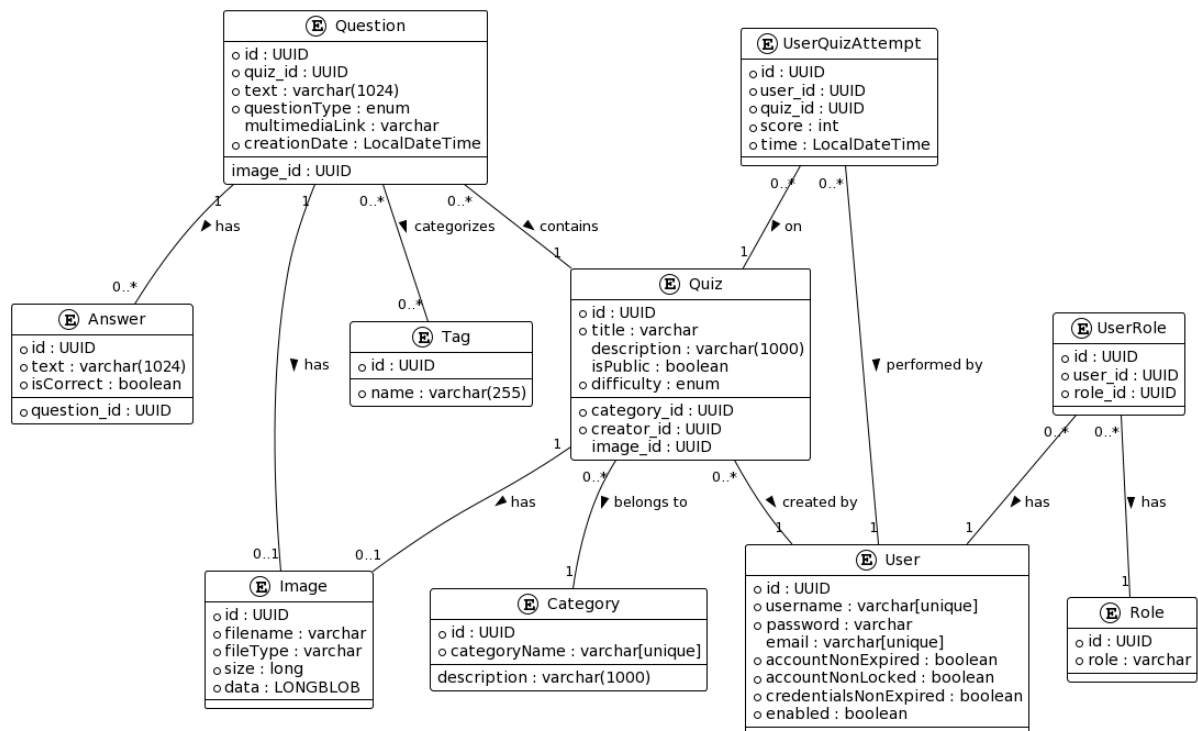 E Question
id : UUID
quiz_id : UUID
text : varchar(1024)
questionType : enum
multimediaLink : varchar
creationDate : LocalDateTime
image_id : UUID
E UserQuizAttempt
id : UUID
user_id : UUID
quiz_id : UUID
score : int
time : LocalDateTime
1
1
0..*
0..*
0..*
0..*
has
categorizes
contains
on
0..*
0..*
1
1
E Answer
id : UUID
text : varchar(1024)
isCorrect : boolean
question_id : UUID
has
E Tag
id : UUID
name : varchar(255)
E Quiz
id : UUID
title : varchar
description : varchar(1000)
isPublic : boolean
difficulty : enum
category_id : UUID
creator_id : UUID
image_id : UUID
performed by
E UserRole
id : UUID
user_id : UUID
role_id : UUID
1
0..*
0..*
0..*
0..*
has
belongs to
created by
has
has
0..1
0..1
1
1
1
1
1
E Image
id : UUID
filename : varchar
fileType : varchar
size : long
data : LONGBLOB
E Category
id : UUID
categoryName : varchar[unique]
description : varchar(1000)
E User
id : UUID
username : varchar[unique]
password : varchar
email : varchar[unique]
accountNonExpired : boolean
accountNonLocked : boolean
credentialsNonExpired : boolean
enabled : boolean
E Role
id : UUID
role : varchar